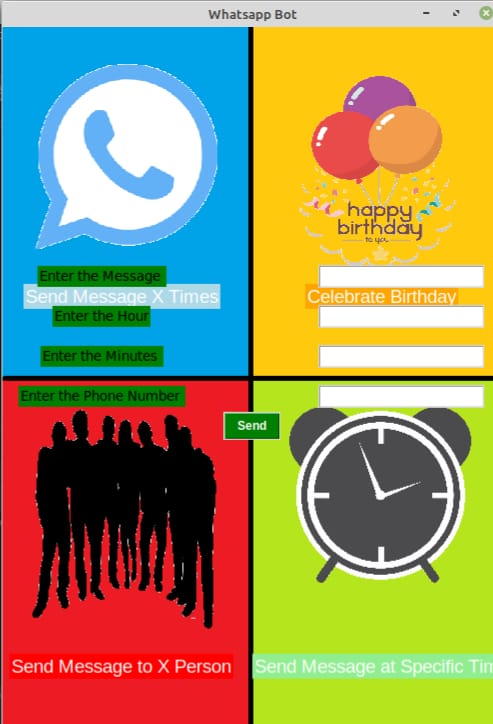 Whatsapp Bot
happy
birthday
to you
Enter the Message
Send Message X Times
Celebrate Birthday
Enter the Hour
Enter the Minutes
Enter the Phone Number
Send
Send Message to X Person
Send Message at Specific Tim